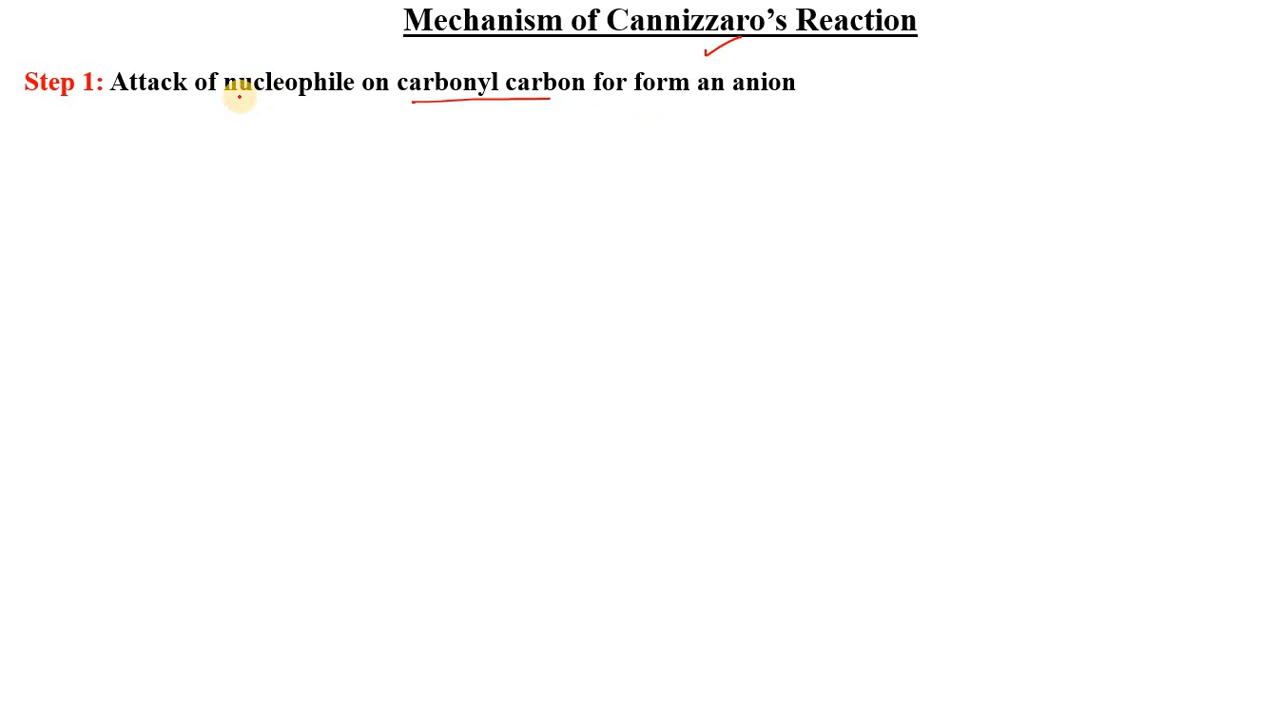 Mechanism of Cannizzaro’s Reaction
Step 1: Attack of nucleophile on carbonyl carbon for form an anion